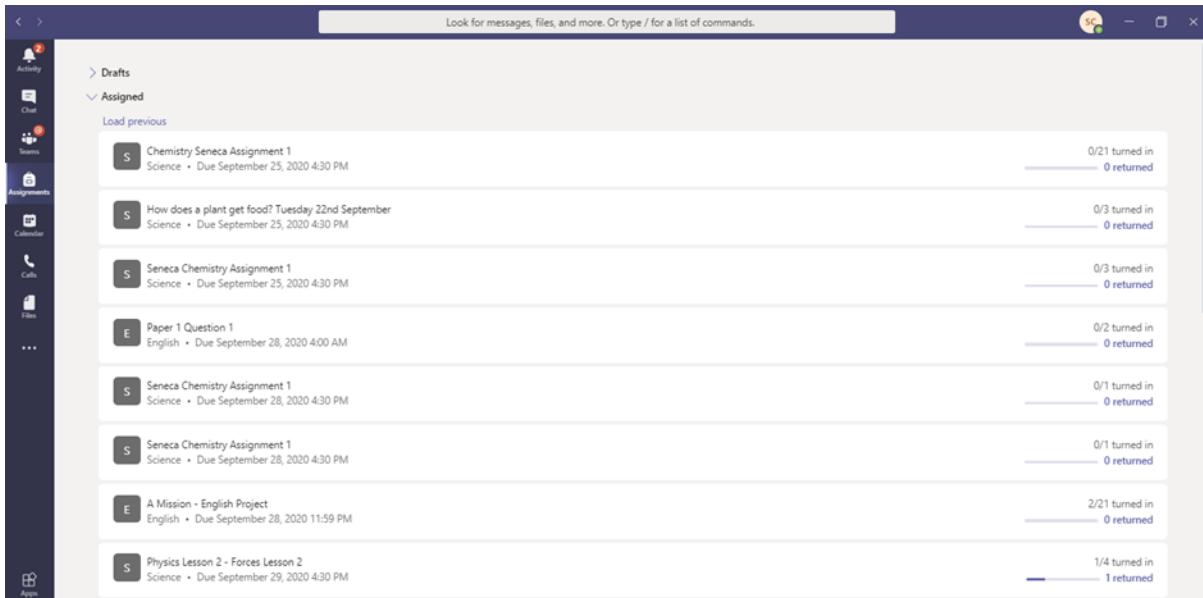 Look for messages, files, and more. Or type / for a list of commands.
SC
2
Activity
Chat
Teams
Assignments
Calendar
Calls
Files
Apps
Drafts
Assigned
Load previous
S
Chemistry Seneca Assignment 1
Science • Due September 25, 2020 4:30 PM
0/21 turned in
0 returned
S
How does a plant get food? Tuesday 22nd September
Science • Due September 25, 2020 4:30 PM
0/3 turned in
0 returned
S
Seneca Chemistry Assignment 1
Science • Due September 25, 2020 4:30 PM
0/3 turned in
0 returned
E
Paper 1 Question 1
English • Due September 28, 2020 4:00 AM
0/2 turned in
0 returned
S
Seneca Chemistry Assignment 1
Science • Due September 28, 2020 4:30 PM
0/1 turned in
0 returned
S
Seneca Chemistry Assignment 1
Science • Due September 28, 2020 4:30 PM
0/1 turned in
0 returned
E
A Mission - English Project
English • Due September 28, 2020 11:59 PM
2/21 turned in
0 returned
S
Physics Lesson 2 - Forces Lesson 2
Science • Due September 29, 2020 4:30 PM
1/4 turned in
1 returned